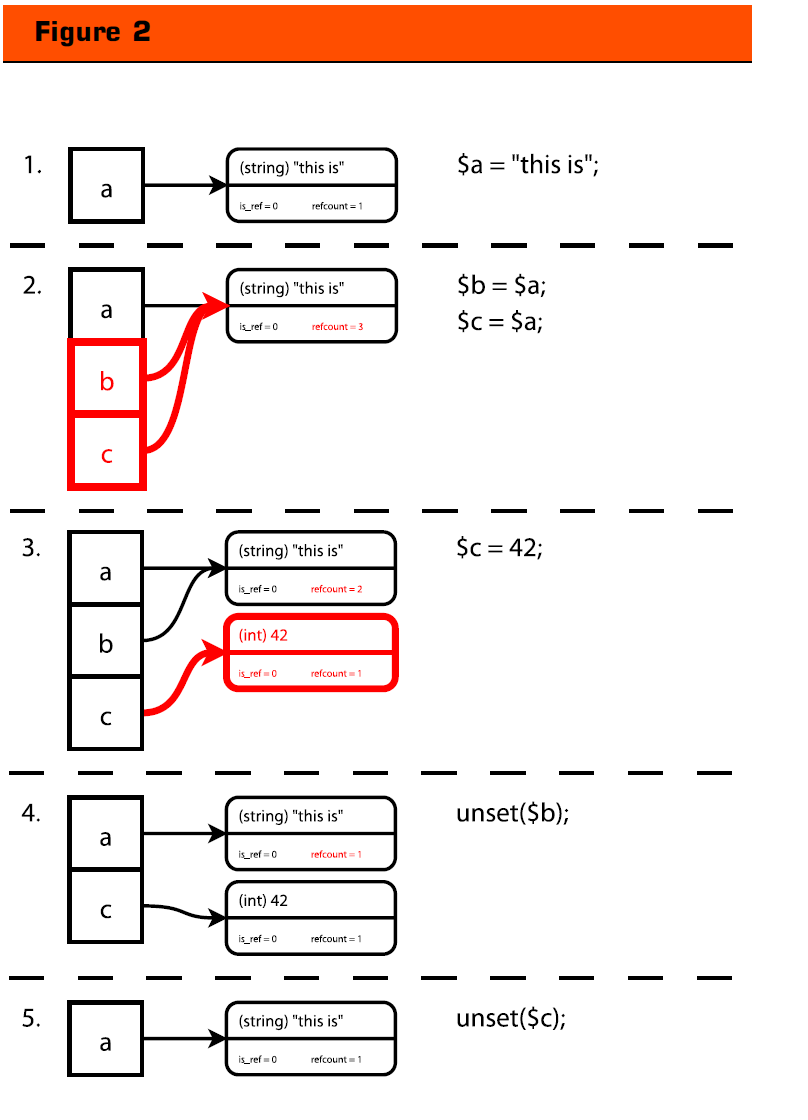 Figure 2
1.
a
(string) "this is"
is_ref = 0 refcount = 1
$a = "this is";
2.
a
b
c
(string) "this is"
is_ref = 0 refcount = 3
$b = $a;
$c = $a;
3.
a
b
c
(string) "this is"
is_ref = 0 refcount = 2
(int) 42
is_ref = 0 refcount = 1
$c = 42;
4.
a
c
(string) "this is"
is_ref = 0 refcount = 1
(int) 42
is_ref = 0 refcount = 1
unset($b);
5.
a
(string) "this is"
is_ref = 0 refcount = 1
unset($c);